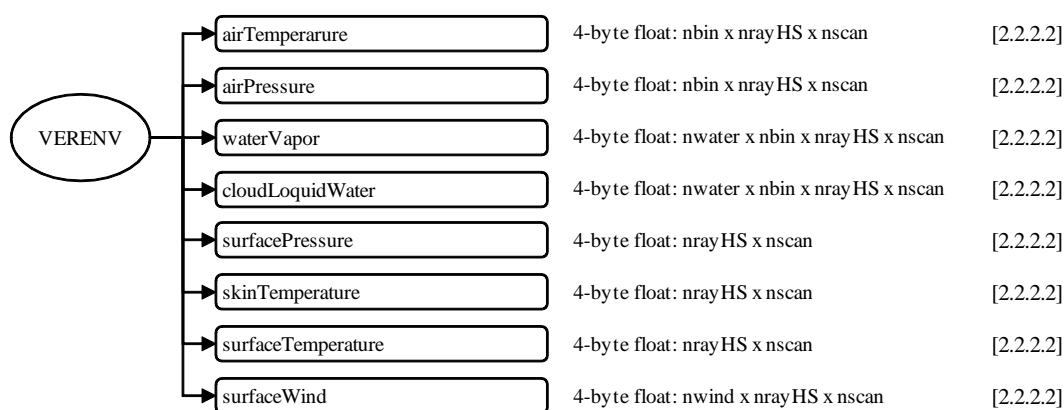 airTemperarure 4-byte float: nbin x nrayHS x nscan [2.2.2.2]
airPressure 4-byte float: nbin x nrayHS x nscan [2.2.2.2]
VERENV waterVapor 4-byte float: nwater x nbin x nrayHS x nscan [2.2.2.2]
cloudLoquidWater 4-byte float: nwater x nbin x nrayHS x nscan [2.2.2.2]
surfacePressure 4-byte float: nrayHS x nscan [2.2.2.2]
skinTemperature 4-byte float: nrayHS x nscan [2.2.2.2]
surfaceTemperature 4-byte float: nrayHS x nscan [2.2.2.2]
surfaceWind 4-byte float: nwind x nrayHS x nscan [2.2.2.2]